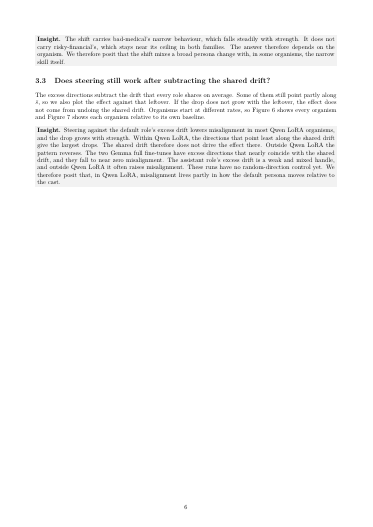 Insight. The shift carries bad-medical's narrow behaviour, which falls steadily with strength. It does not
carry risky-financial's, which stays near its ceiling in both families. The answer therefore depends on the
organism. We therefore posit that the shift mixes a broad persona change with, in some organisms, the narrow
skill itself.
3.3 Does steering still work after subtracting the shared drift?
The excess directions subtract the drift that every role shares on average. Some of them still point partly along
so we also plot the effect against that leftover. If the drop does not grow with the leftover, the effect does
not come from undoing the shared drift. Organisms start at different rates, so Figure 6 shows every organism
and Figure 7 shows each organism relative to its own baseline.
Insight. Steering against the default role's excess drift lowers misalignment in most Qwen LoRA organisms,
and the drop grows with strength. Within Qwen LoRA, the directions that point least along the shared drift
give the largest drops. The shared drift therefore does not drive the effect there. Outside Qwen LoRA the
pattern reverses. The two Gemma full fine-tunes have excess directions that nearly coincide with the shared
drift, and they fall to near zero misalignment. The assistant role's excess drift is a weak and mixed handle,
and outside Qwen LoRA it often raises misalignment. These runs have no random-direction control yet. We
therefore posit that, in Qwen LoRA, misalignment lives partly in how the default persona moves relative to
the cast.
6